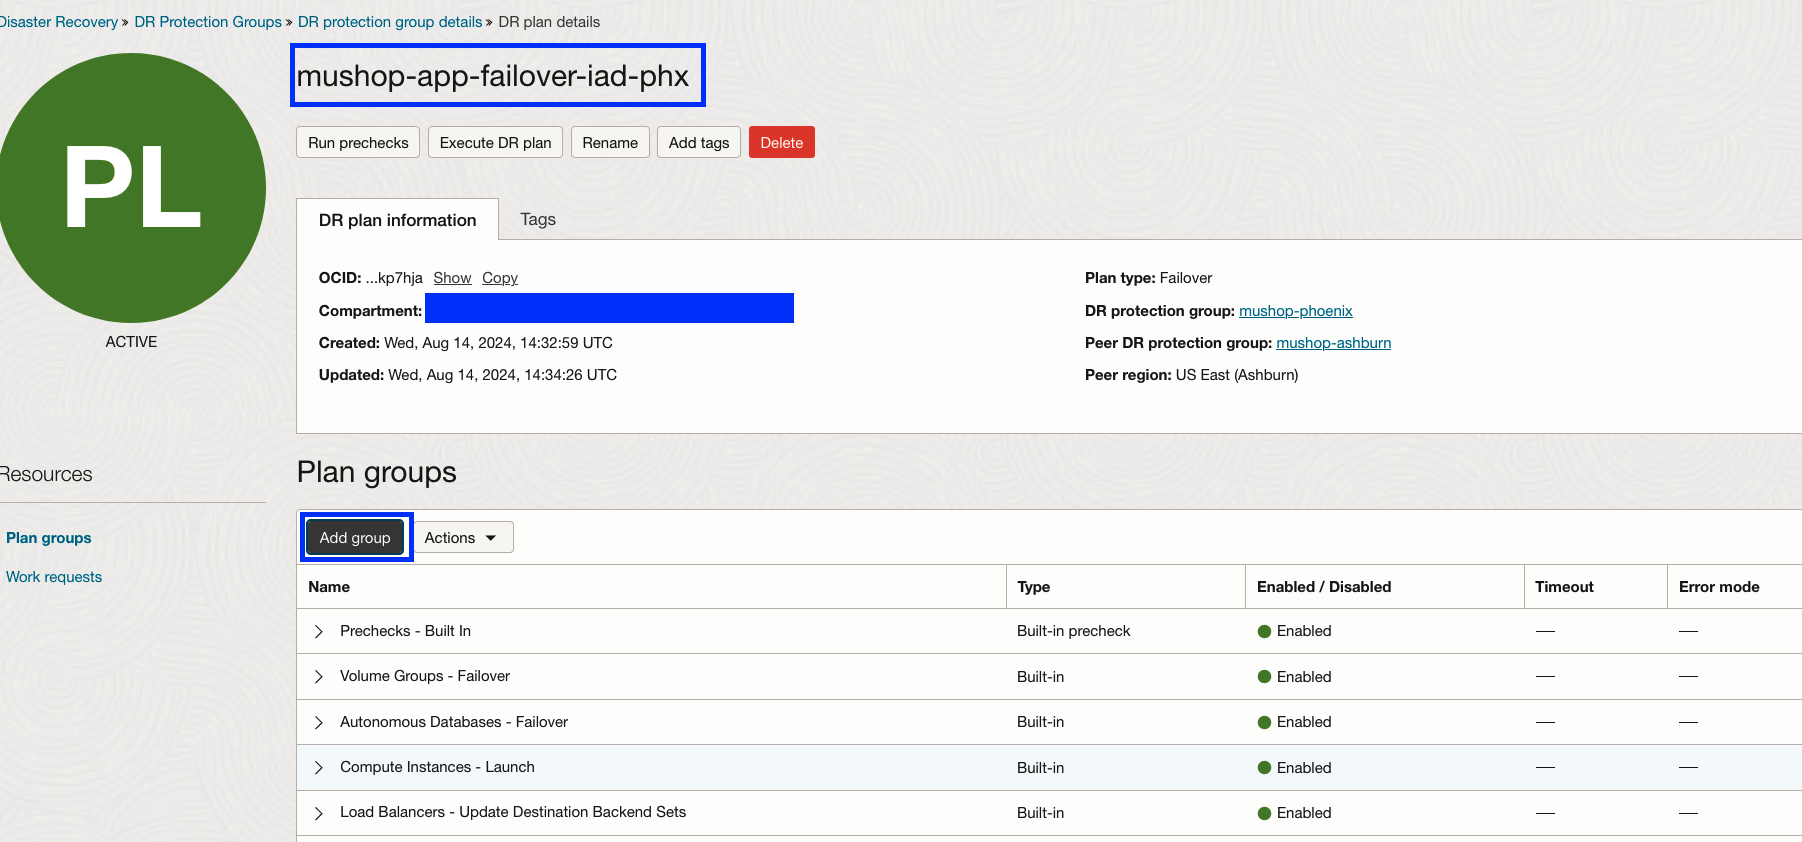 Disaster Recovery » DR Protection Groups » DR protection group details » DR plan details
PL
ACTIVE
mushop-app-failover-iad-phx
Run prechecks Execute DR plan Rename Add tags Delete
DR plan information Tags
OCID: ...kp7hja Show Copy
Compartment:
Created: Wed, Aug 14, 2024, 14:32:59 UTC
Updated: Wed, Aug 14, 2024, 14:34:26 UTC
Plan type: Failover
DR protection group: mushop-phoenix
Peer DR protection group: mushop-ashburn
Peer region: US East (Ashburn)
Resources
Plan groups
Work requests
Plan groups
Add group Actions
Name Type Enabled / Disabled Timeout Error mode
Prechecks - Built In Built-in precheck Enabled — —
Volume Groups - Failover Built-in Enabled — —
Autonomous Databases - Failover Built-in Enabled — —
Compute Instances - Launch Built-in Enabled — —
Load Balancers - Update Destination Backend Sets Built-in Enabled — —